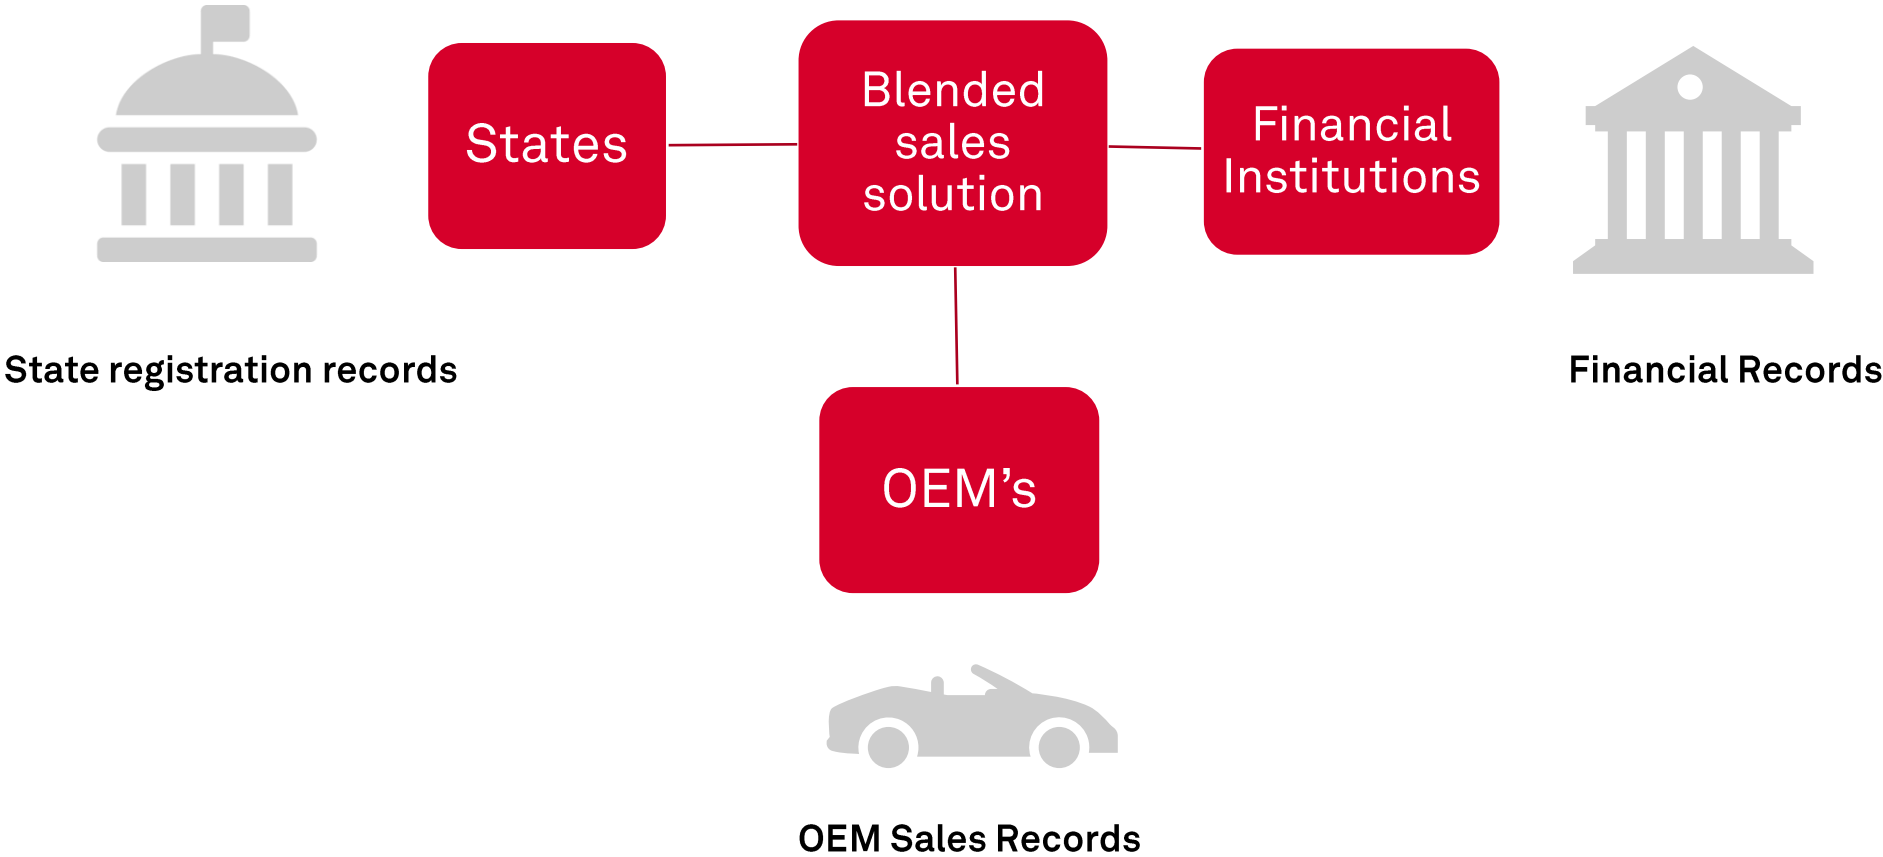 States
Blended
sales
solution
Financial
Institutions
State registration records
Financial Records
OEM’s
OEM Sales Records